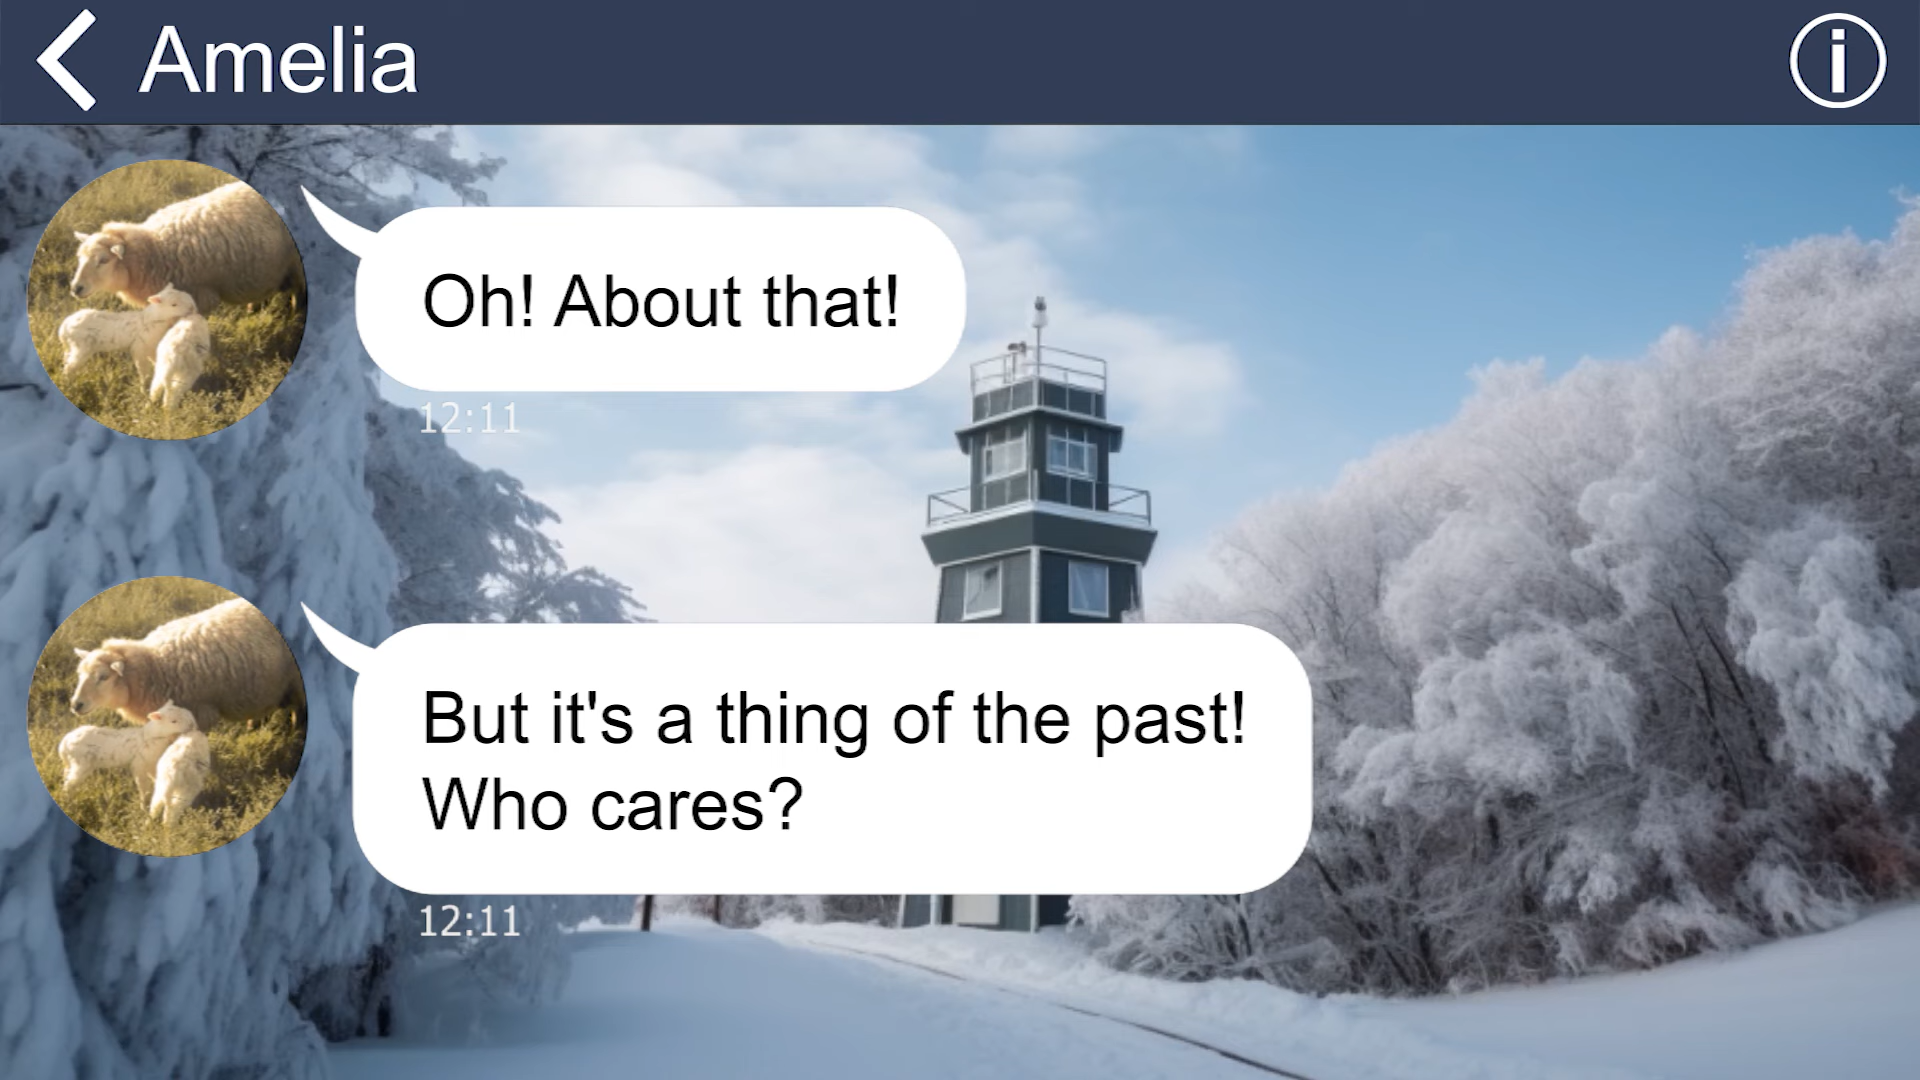 Amelia
Oh! About that!
12:11
But it's a thing of the past!
Who cares?
12:11